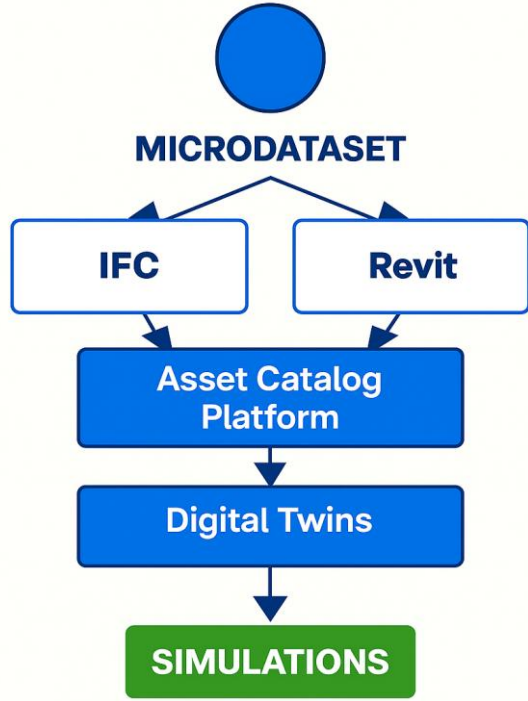 MICRODATASET
IFC
Revit
Asset Catalog
Platform
Digital Twins
SIMULATIONS